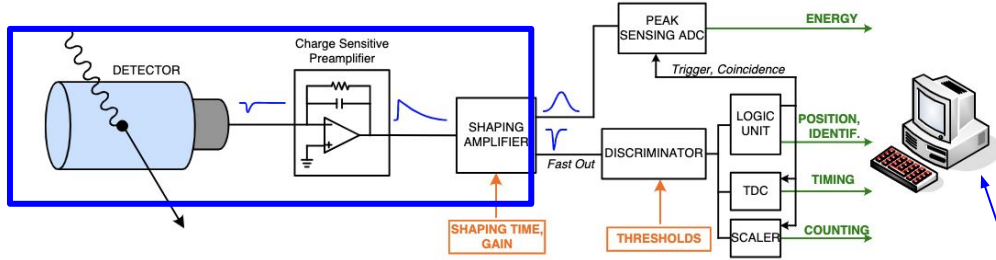 DETECTOR
Charge Sensitive
Preamplifier
SHAPING
AMPLIFIER
SHAPING TIME,
GAIN
Fast Out
DISCRIMINATOR
THRESHOLDS
PEAK
SENSING ADC
Trigger, Coincidence
LOGIC
UNIT
TDC
SCALER
ENERGY
POSITION,
IDENTIF.
TIMING
COUNTING